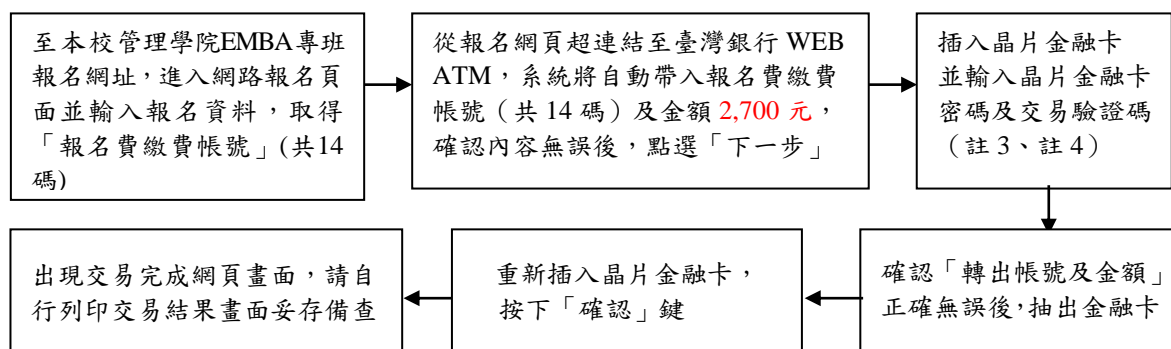 至本校管理學院EMBA專班
報名網址，進入網路報名頁
面並輸入報名資料，取得
「報名費繳費帳號」(共14
碼)
從報名網頁超連結至臺灣銀行 WEB
ATM，系統將自動帶入報名費繳費
帳號（共 14 碼）及金額 2,700 元，
確認內容無誤後，點選「下一步」
插入晶片金融卡
並輸入晶片金融卡
密碼及交易驗證碼
（註 3、註 4）
確認「轉出帳號及金額」
正確無誤後，抽出金融卡
重新插入晶片金融卡，
按下「確認」鍵
出現交易完成網頁畫面，請自
行列印交易結果畫面妥存備查